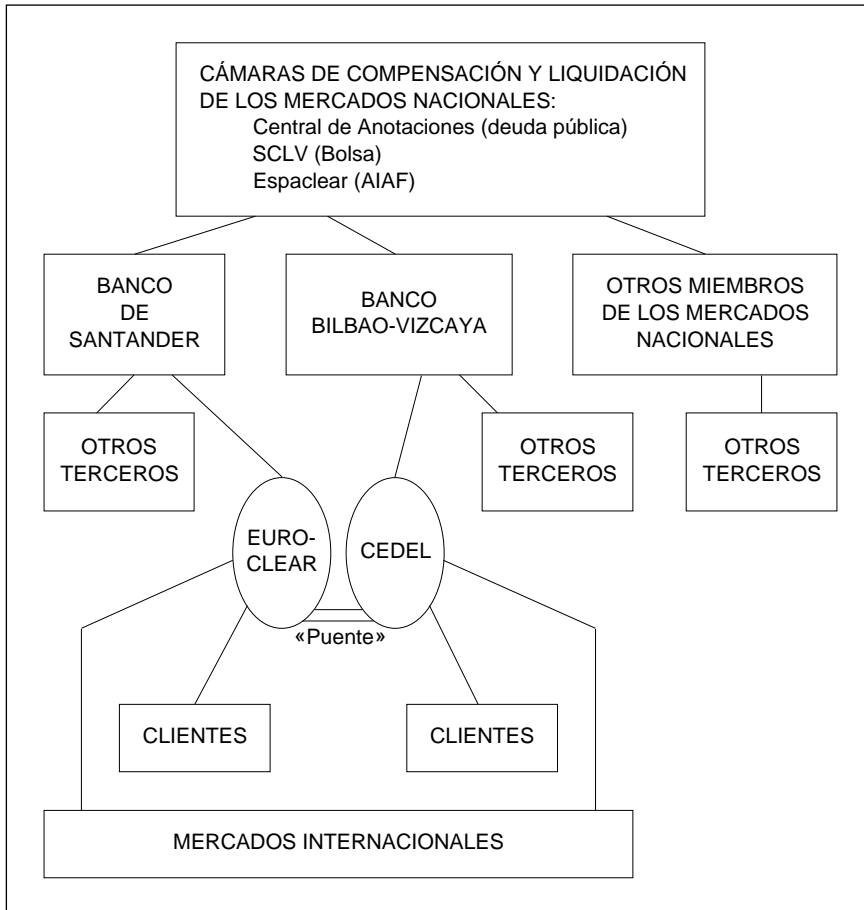 CÁMARAS DE COMPENSACIÓN Y LIQUIDACIÓN
DE LOS MERCADOS NACIONALES:
Central de Anotaciones (deuda pública)
SCLV (Bolsa)
Espaclear (AIAF)
BANCO
DE
SANTANDER
BANCO
BILBAO-VIZCAYA
OTROS MIEMBROS
DE LOS MERCADOS
NACIONALES
OTROS
TERCEROS
OTROS
TERCEROS
OTROS
TERCEROS
EURO-
CLEAR
CEDEL
«Puente»
CLIENTES
CLIENTES
MERCADOS INTERNACIONALES